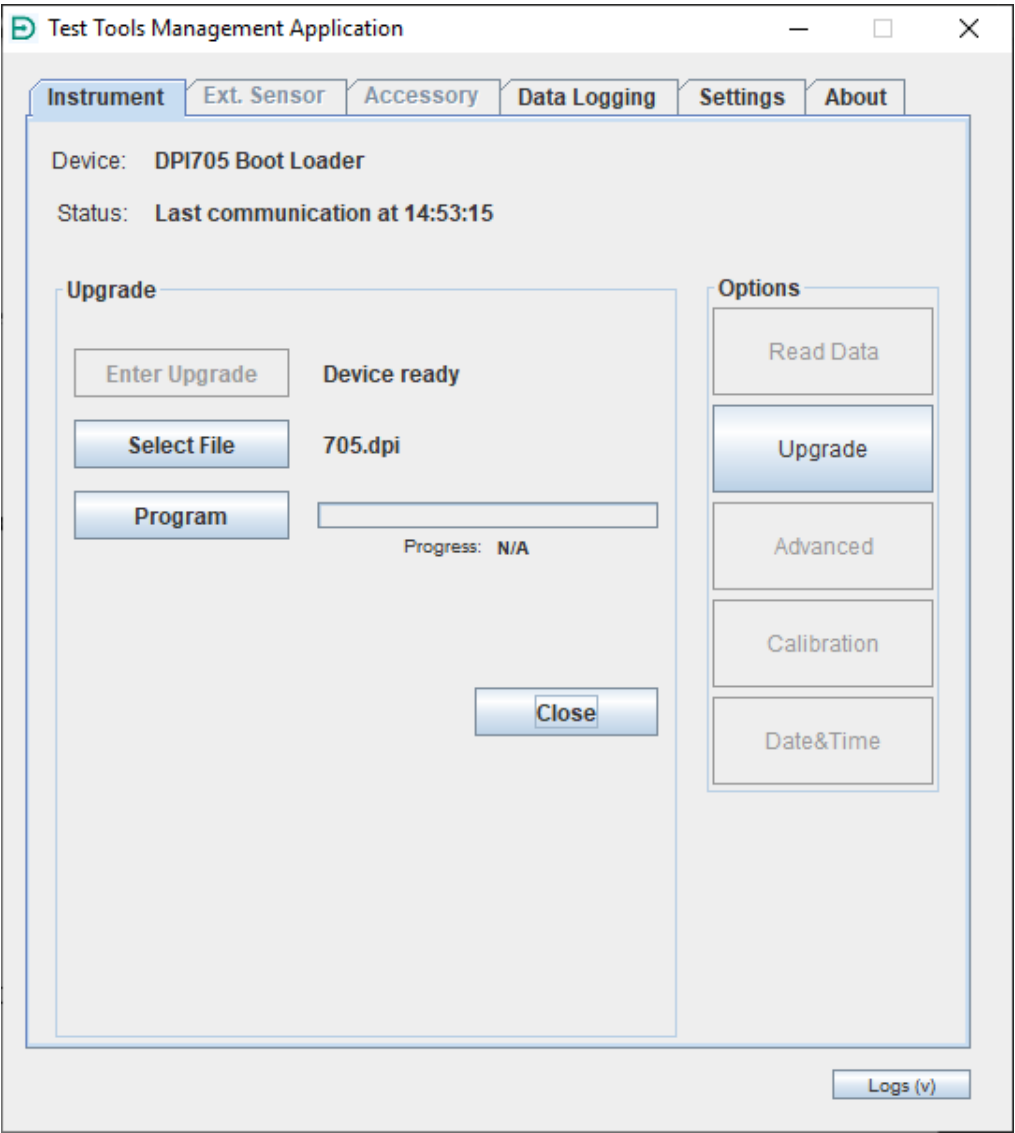 Test Tools Management Application
Instrument Ext. Sensor Accessory Data Logging Settings About
Device: DPI705 Boot Loader
Status: Last communication at 14:53:15
Upgrade
Enter Upgrade Device ready
Select File 705.dpi
Program
Progress: N/A
Close
Options
Read Data
Upgrade
Advanced
Calibration
Date&Time
Logs (v)